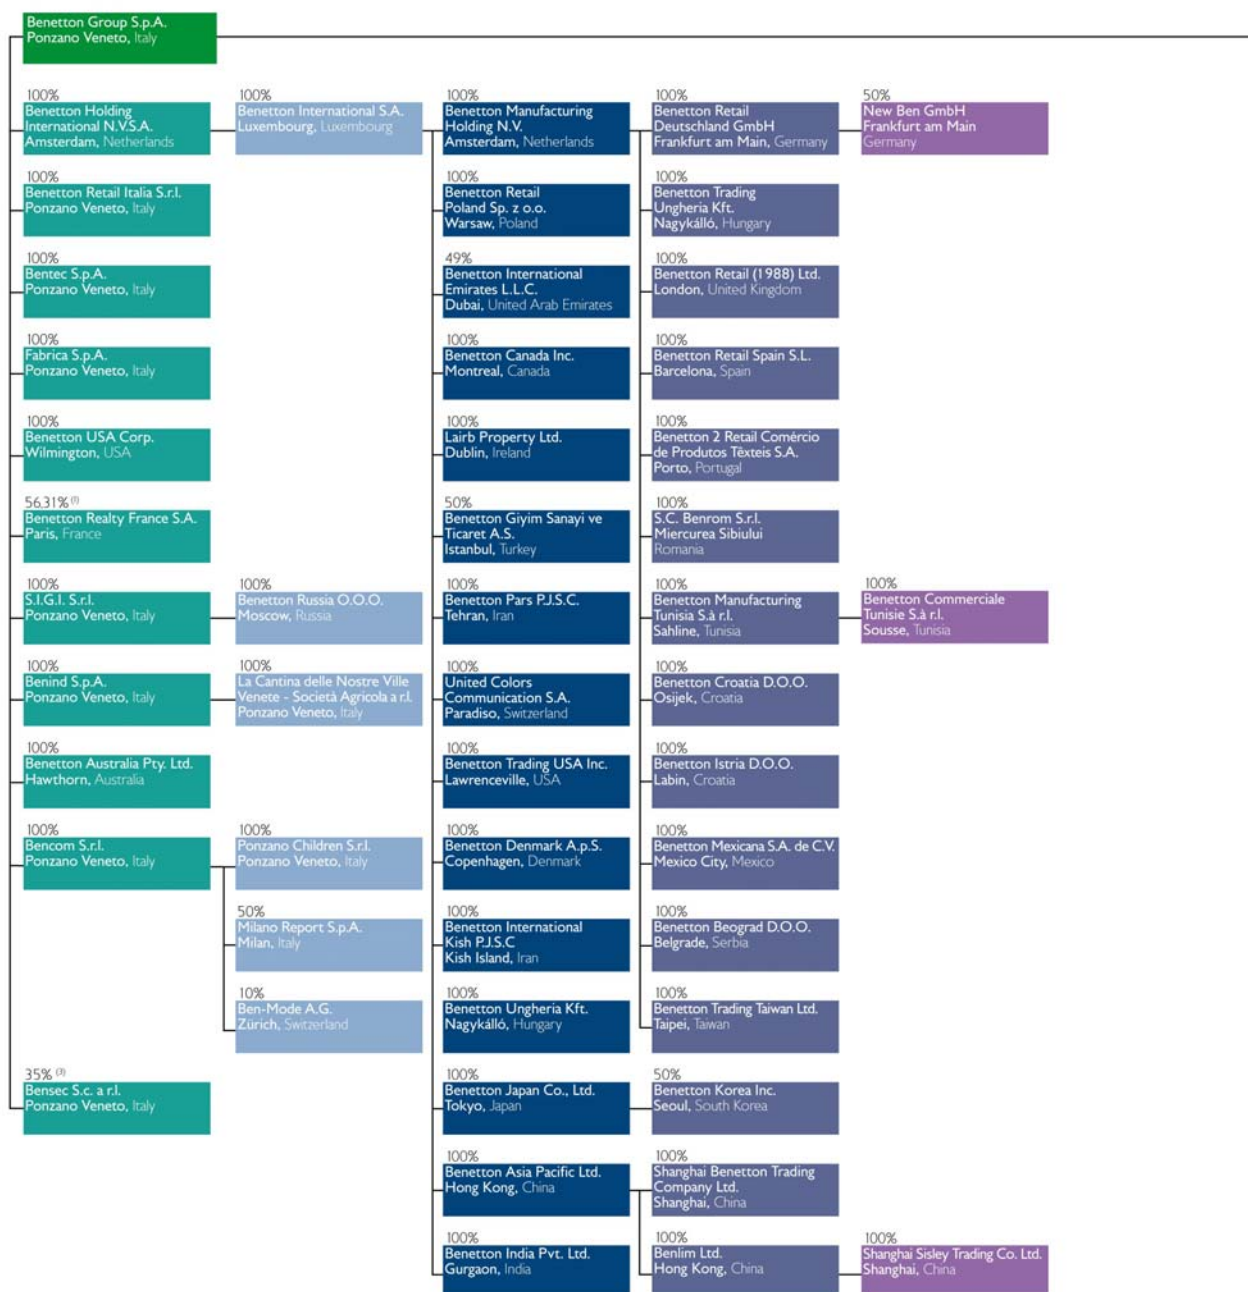 Benetton Group S.p.A.
Ponzano Veneto, Italy
100%
Benetton Holding
International N.V.S.A.
Amsterdam, Netherlands
100%
Benetton International S.A.
Luxembourg, Luxembourg
100%
Benetton Manufacturing
Holding N.V.
Amsterdam, Netherlands
100%
Benetton Retail
Deutschland GmbH
Frankfurt am Main, Germany
50%
New Ben GmbH
Frankfurt am Main
Germany
100%
Benetton Retail Italia S.r.l.
Ponzano Veneto, Italy
100%
Benetton Retail
Poland Sp. z o.o.
Warsaw, Poland
100%
Benetton Trading
Ungheria Kft.
Nagykálló, Hungary
100%
Bentec S.p.A.
Ponzano Veneto, Italy
49%
Benetton International
Emirates L.L.C.
Dubai, United Arab Emirates
100%
Benetton Retail (1988) Ltd.
London, United Kingdom
100%
Fabrica S.p.A.
Ponzano Veneto, Italy
100%
Benetton Canada Inc.
Montreal, Canada
100%
Benetton Retail Spain S.L.
Barcelona, Spain
100%
Benetton USA Corp.
Wilmington, USA
100%
Lairb Property Ltd.
Dublin, Ireland
100%
Benetton 2 Retail Comércio
de Produtos Têxteis S.A.
Porto, Portugal
56.31% (1)
Benetton Realty France S.A.
Paris, France
50%
Benetton Giyim Sanayi ve
Ticaret A.S.
Istanbul, Turkey
100%
S.C. Benrom S.r.l.
Miercurea Sibiului
Romania
100%
S.I.G.I. S.r.l.
Ponzano Veneto, Italy
100%
Benetton Russia O.O.O.
Moscow, Russia
100%
Benetton Pars P.J.S.C.
Tehran, Iran
100%
Benetton Manufacturing
Tunisia S.à r.l.
Sahline, Tunisia
100%
Benetton Commerciale
Tunisie S.à r.l.
Sousse, Tunisia
100%
Benind S.p.A.
Ponzano Veneto, Italy
100%
La Cantina delle Nostre Ville
Venete - Società Agricola a r.l.
Ponzano Veneto, Italy
100%
United Colors
Communication S.A.
Paradiso, Switzerland
100%
Benetton Croatia D.O.O.
Osijek, Croatia
100%
Benetton Australia Pty. Ltd.
Hawthorn, Australia
100%
Benetton Trading USA Inc.
Lawrenceville, USA
100%
Benetton Istria D.O.O.
Labin, Croatia
100%
Bencom S.r.l.
Ponzano Veneto, Italy
100%
Ponzano Children S.r.l.
Ponzano Veneto, Italy
100%
Benetton Denmark A.p.S.
Copenhagen, Denmark
100%
Benetton Mexicana S.A. de C.V.
Mexico City, Mexico
50%
Milano Report S.p.A.
Milan, Italy
100%
Benetton International
Kish P.J.S.C
Kish Island, Iran
100%
Benetton Beograd D.O.O.
Belgrade, Serbia
10%
Ben-Mode A.G.
Zürich, Switzerland
100%
Benetton Ungheria Kft.
Nagykálló, Hungary
100%
Benetton Trading Taiwan Ltd.
Taipei, Taiwan
35% (3)
Bensec S.c. a r.l.
Ponzano Veneto, Italy
100%
Benetton Japan Co., Ltd.
Tokyo, Japan
50%
Benetton Korea Inc.
Seoul, South Korea
100%
Benetton Asia Pacific Ltd.
Hong Kong, China
100%
Shanghai Benetton Trading
Company Ltd.
Shanghai, China
100%
Benetton India Pvt. Ltd.
Gurgaon, India
100%
Benlim Ltd.
Hong Kong, China
100%
Shanghai Sisley Trading Co. Ltd.
Shanghai, China